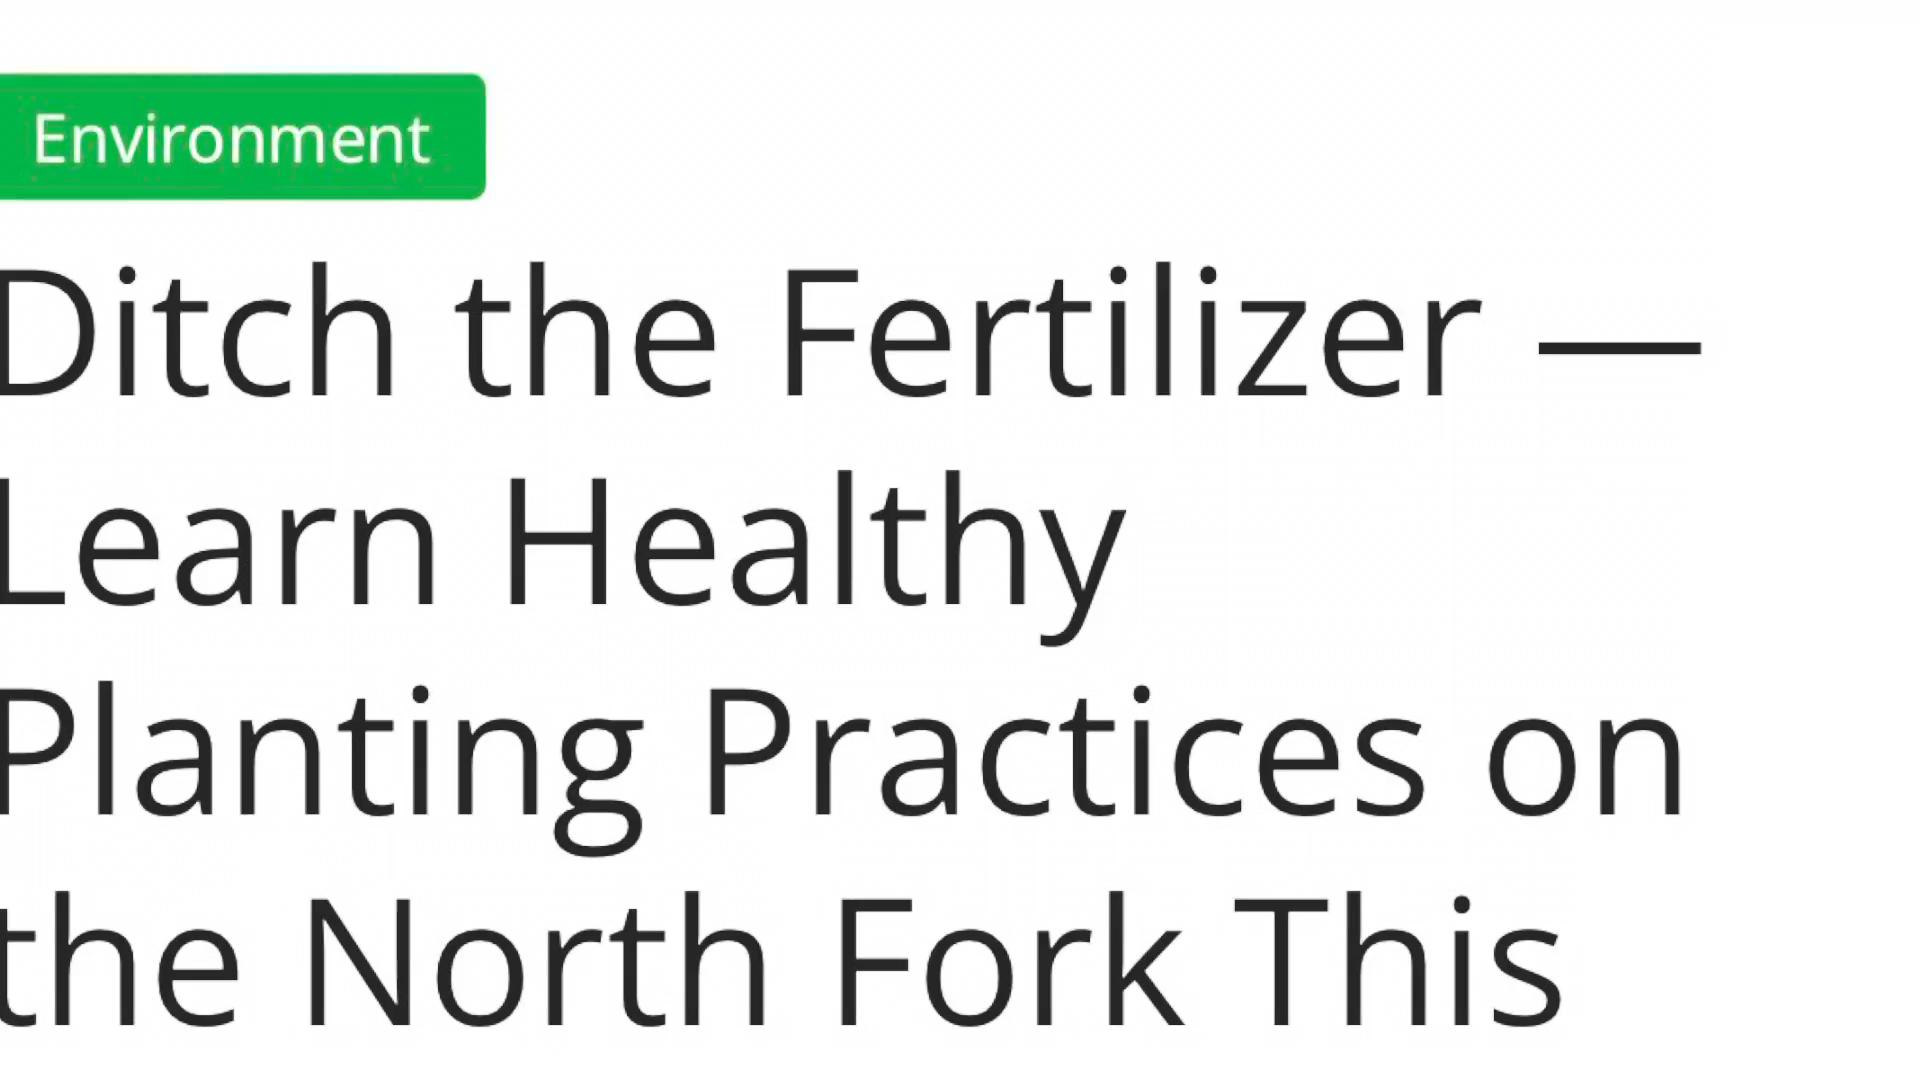 Environment
Ditch the Fertilizer —
Learn Healthy
Planting Practices on
the North Fork This